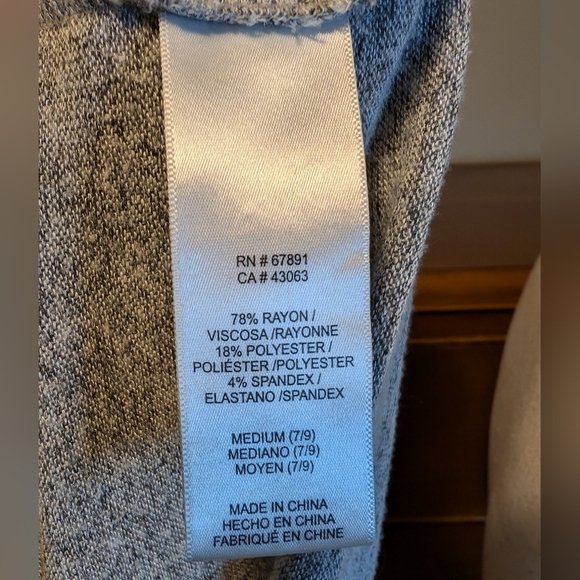 RN # 67891
CA # 43063
78% RAYON /
VISCOSA /RAYONNE
18% POLYESTER /
POLIÉSTER /POLYESTER
4% SPANDEX /
ELASTANO /SPANDEX
MEDIUM (7/9)
MEDIANO (7/9)
MOYEN (7/9)
MADE IN CHINA
HECHO EN CHINA
FABRIQUÉ EN CHINE